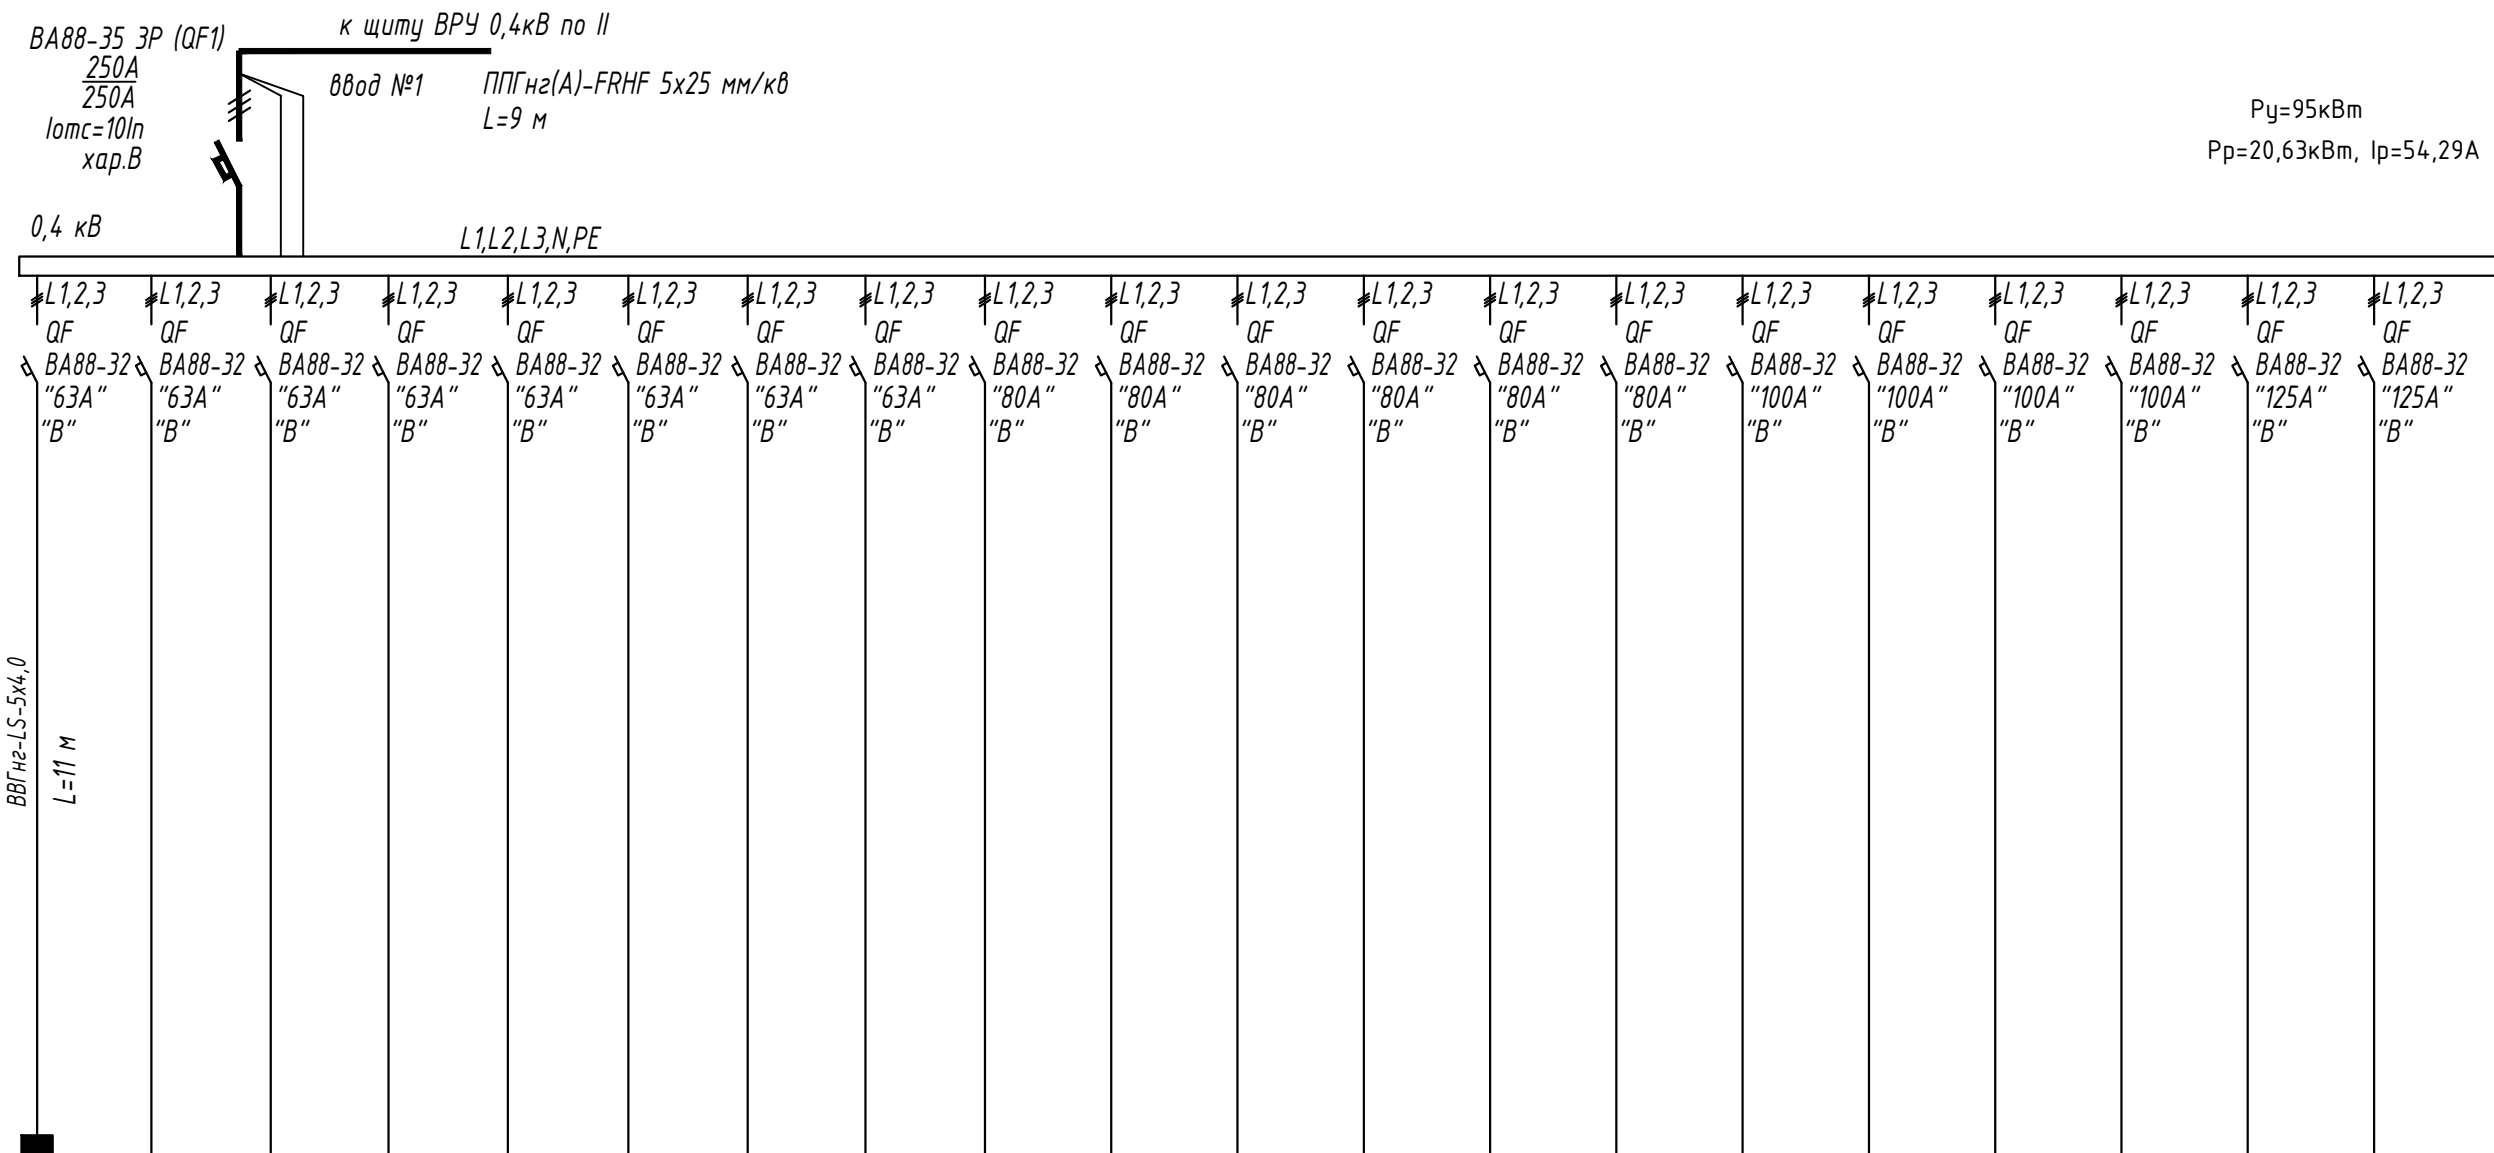 ВА88-35 3Р (QF1)
250А
250А
Iотс=10In
хар.В
к щиту ВРУ 0,4кВ по II
ввод №1
ППГнг(А)-FRHF 5х25 мм/кв
L=9 м
Ру=95кВт
Рр=20,63кВт, Iр=54,29А
0,4 кВ
L1,L2,L3,N,PE
L1,2,3 L1,2,3 L1,2,3 L1,2,3 L1,2,3 L1,2,3 L1,2,3 L1,2,3 L1,2,3 L1,2,3 L1,2,3 L1,2,3 L1,2,3 L1,2,3 L1,2,3 L1,2,3 L1,2,3 L1,2,3 L1,2,3 L1,2,3
QF QF QF QF QF QF QF QF QF QF QF QF QF QF QF QF QF QF QF QF
ВА88-32 ВА88-32 ВА88-32 ВА88-32 ВА88-32 ВА88-32 ВА88-32 ВА88-32 ВА88-32 ВА88-32 ВА88-32 ВА88-32 ВА88-32 ВА88-32 ВА88-32 ВА88-32 ВА88-32 ВА88-32 ВА88-32 ВА88-32
"63А" "63А" "63А" "63А" "63А" "63А" "63А" "63А" "80А" "80А" "80А" "80А" "80А" "80А" "100А" "100А" "100А" "100А" "125А" "125А"
"В" "В" "В" "В" "В" "В" "В" "В" "В" "В" "В" "В" "В" "В" "В" "В" "В" "В" "В" "В"
ВВГнг-LS-5х4,0
L=11 м